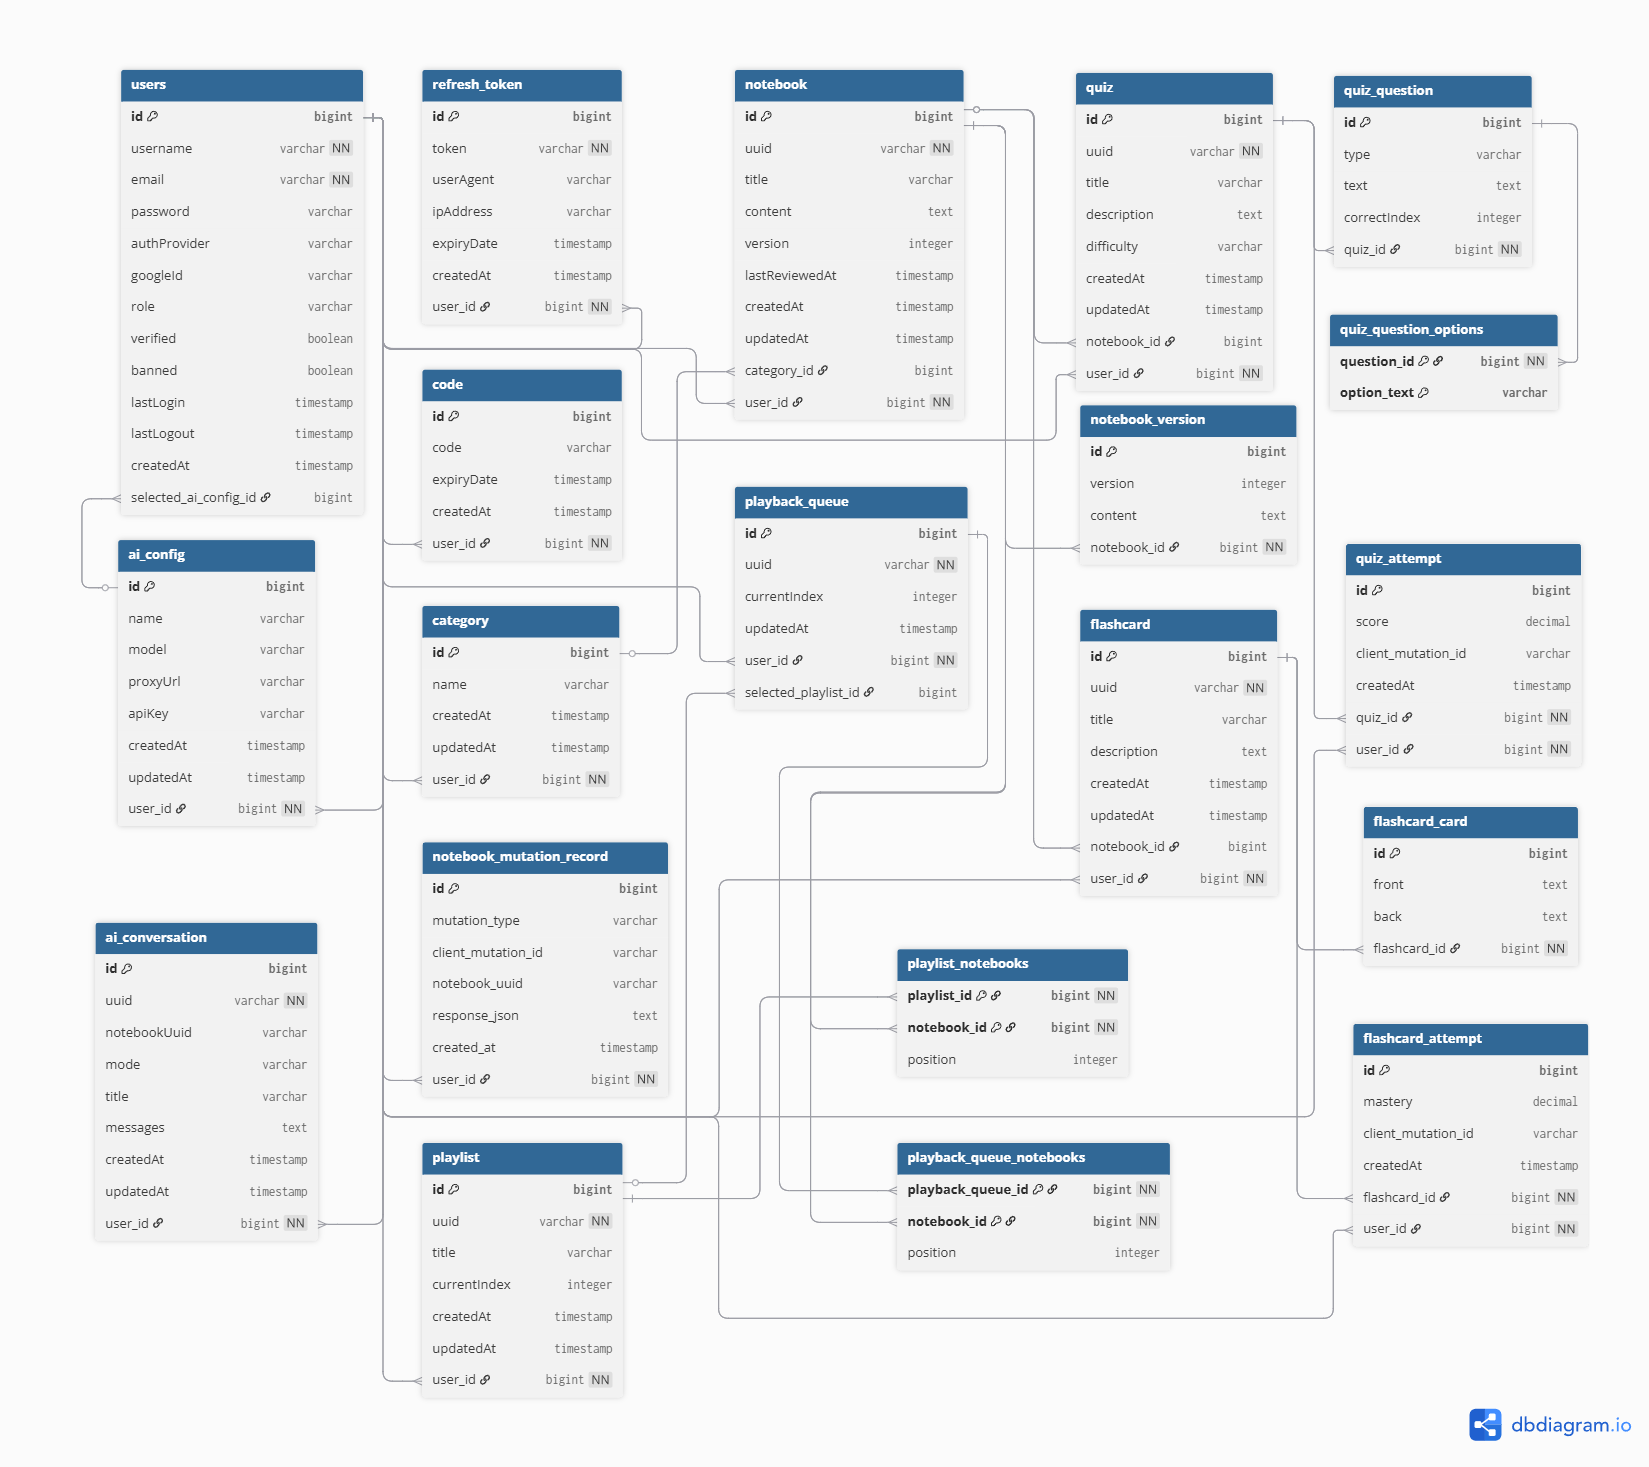 users
id bigint
username varchar NN
email varchar NN
password varchar
authProvider varchar
googleId varchar
role varchar
verified boolean
banned boolean
lastLogin timestamp
lastLogout timestamp
createdAt timestamp
selected_ai_config_id bigint
ai_config
id bigint
name varchar
model varchar
proxyUrl varchar
apiKey varchar
createdAt timestamp
updatedAt timestamp
user_id bigint NN
ai_conversation
id bigint
uuid varchar NN
notebookUuid varchar
mode varchar
title varchar
messages text
createdAt timestamp
updatedAt timestamp
user_id bigint NN
refresh_token
id bigint
token varchar NN
userAgent varchar
ipAddress varchar
expiryDate timestamp
createdAt timestamp
user_id bigint NN
code
id bigint
code varchar
expiryDate timestamp
createdAt timestamp
user_id bigint NN
category
id bigint
name varchar
createdAt timestamp
updatedAt timestamp
user_id bigint NN
notebook_mutation_record
id bigint
mutation_type varchar
client_mutation_id varchar
notebook_uuid varchar
response_json text
created_at timestamp
user_id bigint NN
playlist
id bigint
uuid varchar NN
title varchar
currentIndex integer
createdAt timestamp
updatedAt timestamp
user_id bigint NN
notebook
id bigint
uuid varchar NN
title varchar
content text
version integer
lastReviewedAt timestamp
createdAt timestamp
updatedAt timestamp
category_id bigint
user_id bigint NN
playback_queue
id bigint
uuid varchar NN
currentIndex integer
updatedAt timestamp
user_id bigint NN
selected_playlist_id bigint
playlist_notebooks
playlist_id bigint NN
notebook_id bigint NN
position integer
playback_queue_notebooks
playback_queue_id bigint NN
notebook_id bigint NN
position integer
quiz
id bigint
uuid varchar NN
title varchar
description text
difficulty varchar
createdAt timestamp
updatedAt timestamp
notebook_id bigint
user_id bigint NN
notebook_version
id bigint
version integer
content text
notebook_id bigint NN
flashcard
id bigint
uuid varchar NN
title varchar
description text
createdAt timestamp
updatedAt timestamp
notebook_id bigint
user_id bigint NN
quiz_question
id bigint
type varchar
text text
correctIndex integer
quiz_id bigint NN
quiz_question_options
question_id bigint NN
option_text varchar
quiz_attempt
id bigint
score decimal
client_mutation_id varchar
createdAt timestamp
quiz_id bigint NN
user_id bigint NN
flashcard_card
id bigint
front text
back text
flashcard_id bigint NN
flashcard_attempt
id bigint
mastery decimal
client_mutation_id varchar
createdAt timestamp
flashcard_id bigint NN
user_id bigint NN
dbdiagram.io